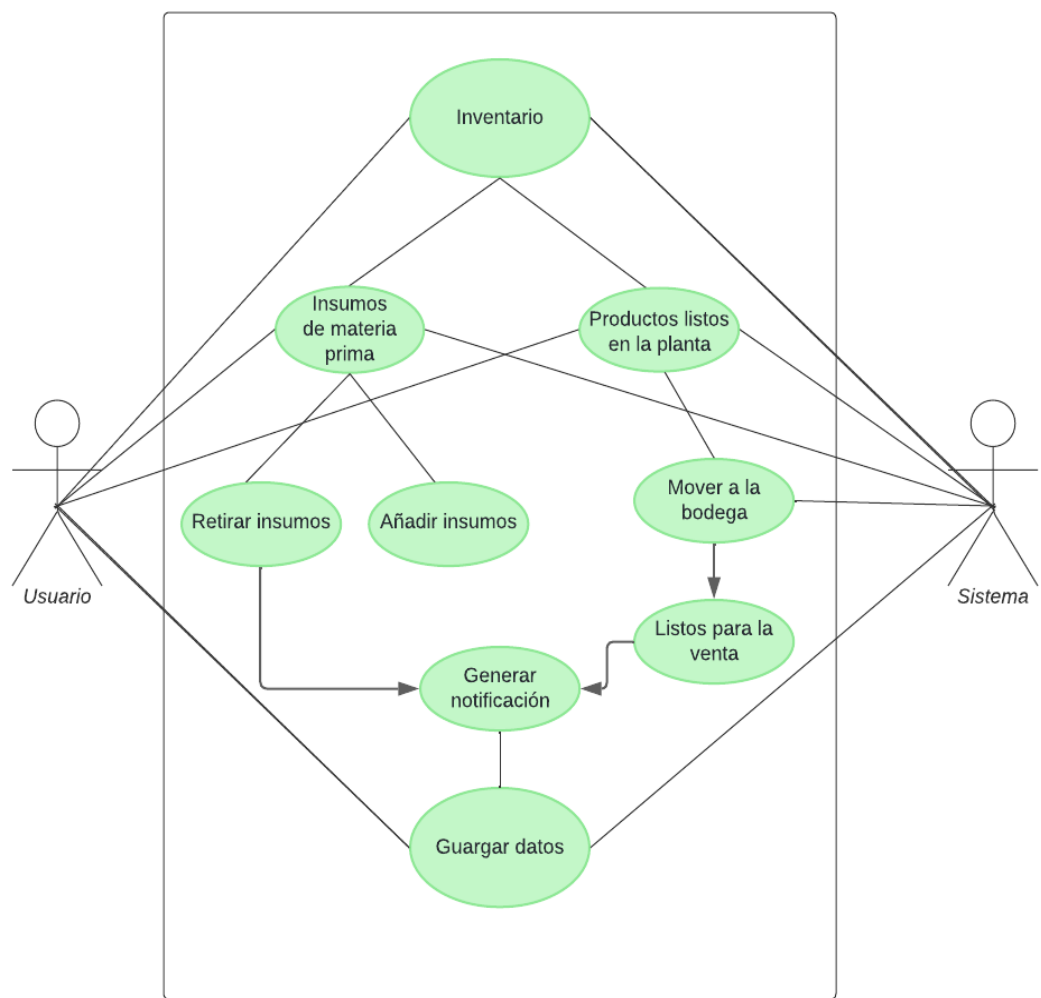 Inventario
Insumos
de materia
prima
Productos listos
en la planta
Retirar insumos
Añadir insumos
Mover a la
bodega
Usuario
Sistema
Listos para la
venta
Generar
notificación
Guargar datos